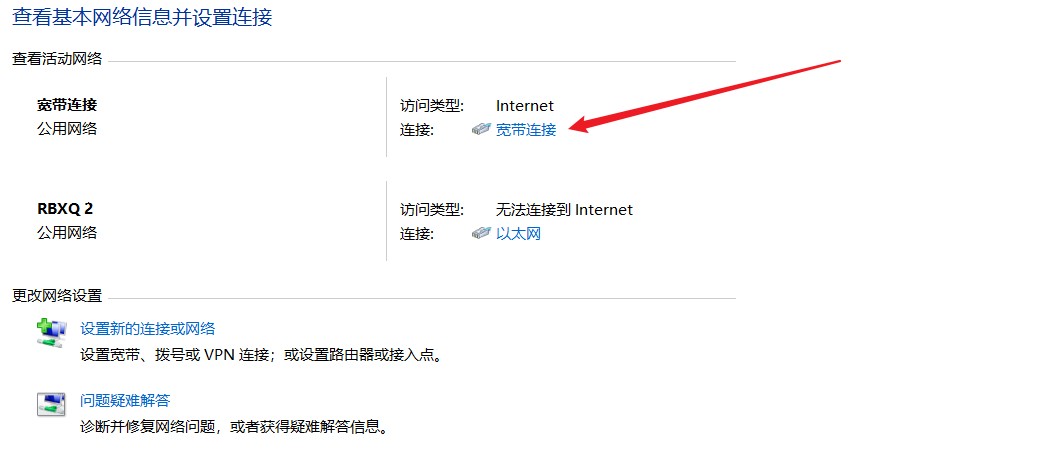 查看基本网络信息并设置连接
查看活动网络
宽带连接
公用网络
访问类型: Internet
连接: 宽带连接
RBXQ 2
公用网络
访问类型: 无法连接到 Internet
连接: 以太网
更改网络设置
设置新的连接或网络
设置宽带、拨号或 VPN 连接；或设置路由器或接入点。
问题疑难解答
诊断并修复网络问题，或者获得疑难解答信息。